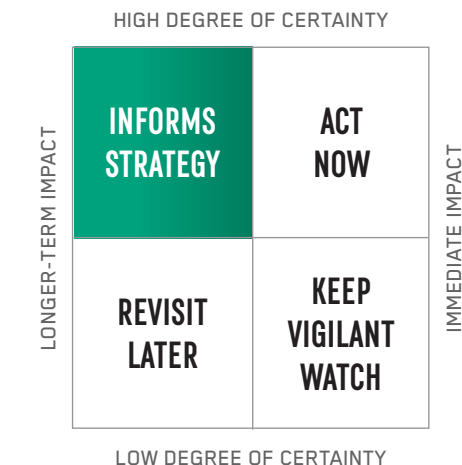 HIGH DEGREE OF CERTAINTY
LONGER-TERM IMPACT
INFORMS
STRATEGY
ACT
NOW
IMMEDIATE IMPACT
REVISIT
LATER
KEEP
VIGILANT
WATCH
LOW DEGREE OF CERTAINTY